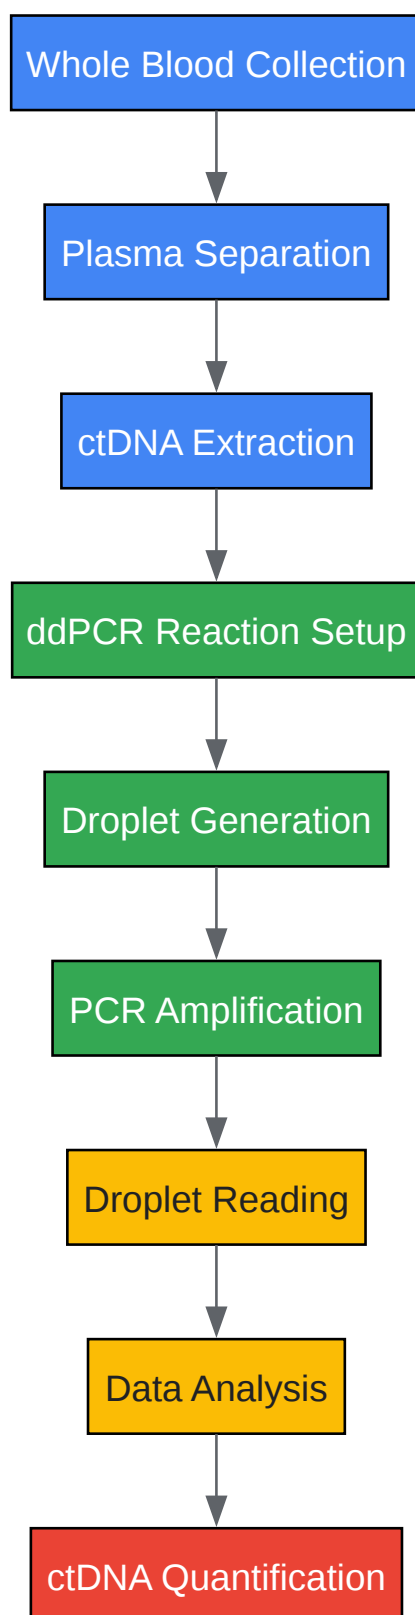 Whole Blood Collection
Plasma Separation
ctDNA Extraction
ddPCR Reaction Setup
Droplet Generation
PCR Amplification
Droplet Reading
Data Analysis
ctDNA Quantification